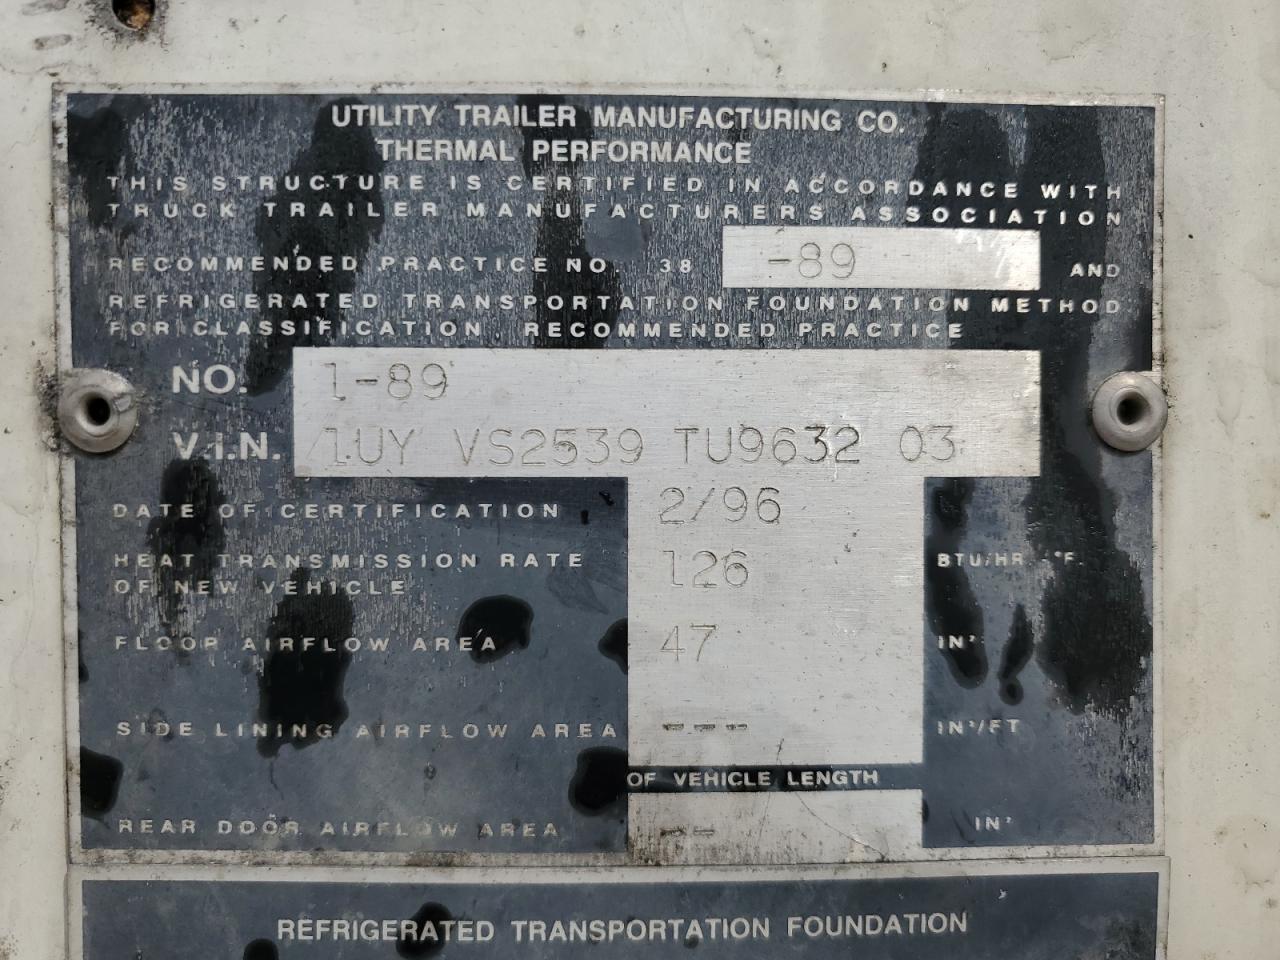 UTILITY TRAILER MANUFACTURING CO.
THERMAL PERFORMANCE
THIS STRUCTURE IS CERTIFIED IN ACCORDANCE WITH
TRUCK TRAILER MANUFACTURERS ASSOCIATION
RECOMMENDED PRACTICE NO. 38 -89 AND
REFRIGERATED TRANSPORTATION FOUNDATION METHOD
FOR CLASSIFICATION RECOMMENDED PRACTICE
NO. 1-89
V.I.N. 1UY VS2539 TU9632 03
DATE OF CERTIFICATION 2/96
HEAT TRANSMISSION RATE 126 BTU/HR °F.
OF NEW VEHICLE
FLOOR AIRFLOW AREA 47 IN²
SIDE LINING AIRFLOW AREA --- IN²/FT
OF VEHICLE LENGTH
REAR DOOR AIRFLOW AREA -- IN²
REFRIGERATED TRANSPORTATION FOUNDATION